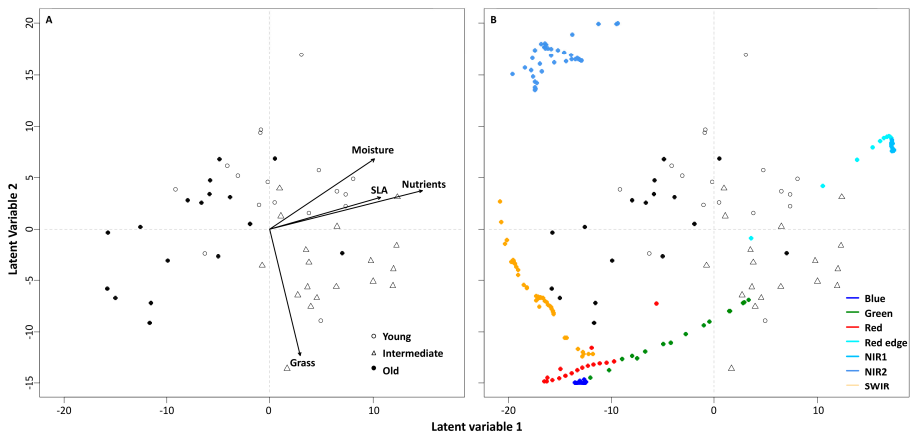 A
B
Latent Variable 2
20
15
10
5
0
-5
-10
-15
Moisture
SLA
Nutrients
Grass
Young
Intermediate
Old
Blue
Green
Red
Red edge
NIR1
NIR2
SWIR
-20
-10
0
10
-20
-10
0
10
Latent variable 1